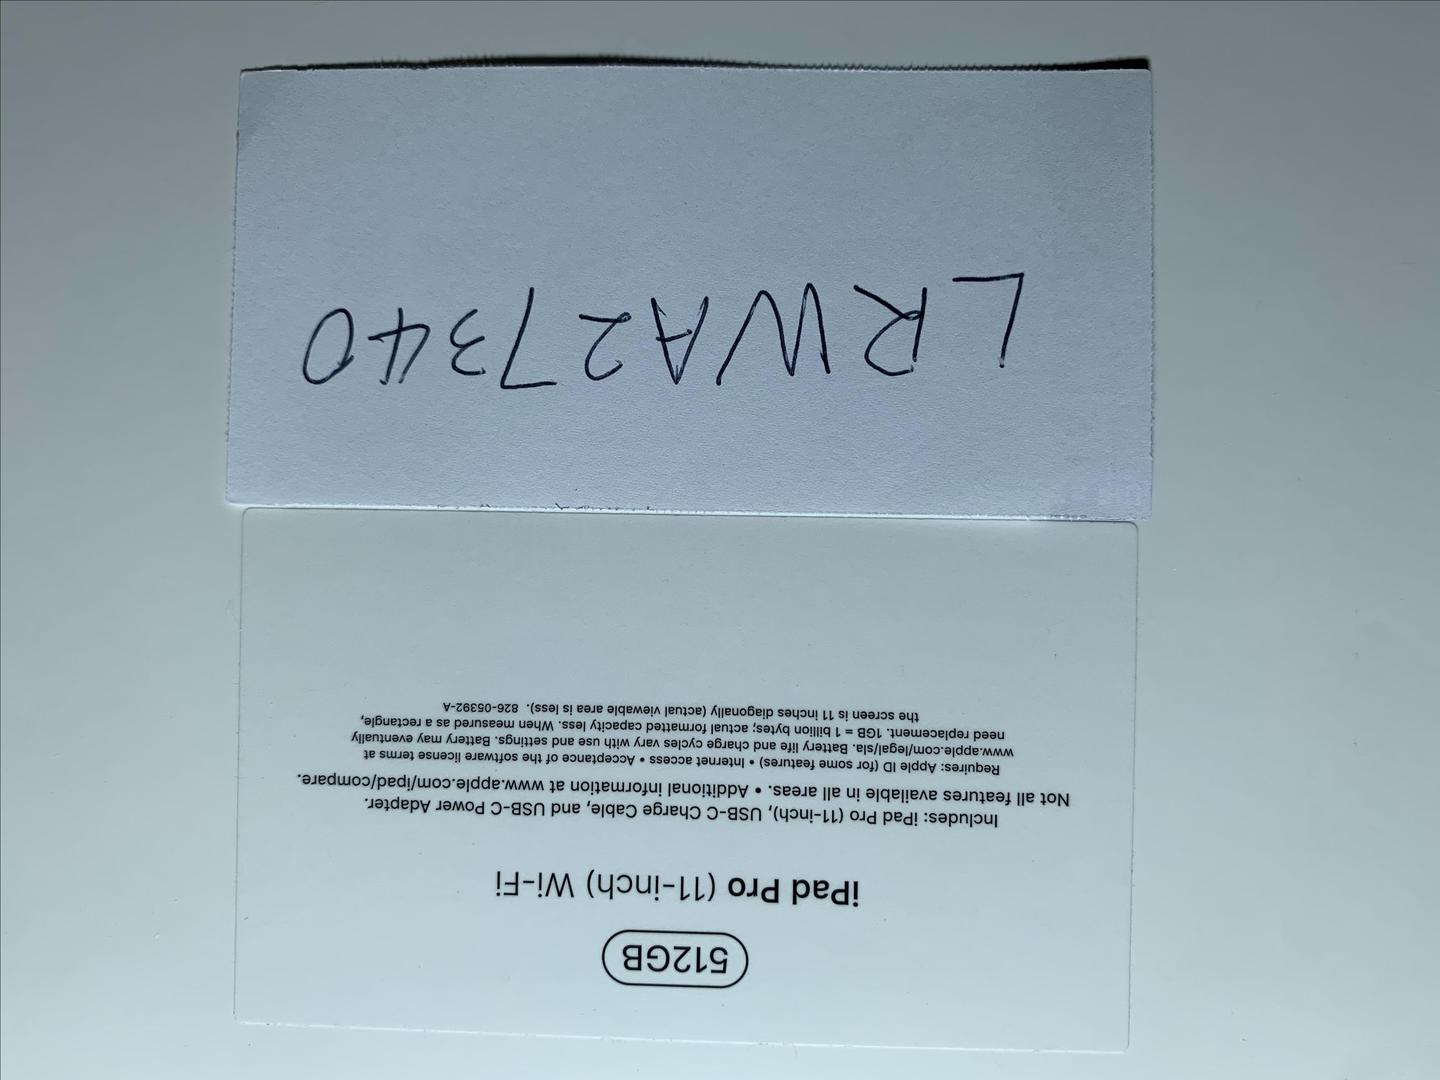 512GB
iPad Pro (11-inch) Wi-Fi
Includes: iPad Pro (11-inch), USB-C Charge Cable, and USB-C Power Adapter.
Not all features available in all areas. • Additional information at www.apple.com/ipad/compare.
Requires: Apple ID (for some features) • Internet access • Acceptance of the software license terms at
www.apple.com/legal/sla. Battery life and charge cycles vary with use and settings. Battery may eventually
need replacement. 1GB = 1 billion bytes; actual formatted capacity less. When measured as a rectangle,
the screen is 11 inches diagonally (actual viewable area is less). 826-05392-A
LRWA27340